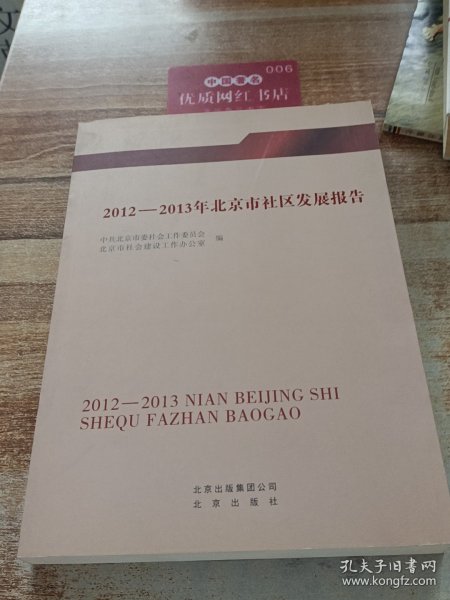 006
中国著名
优质网红书店
2012—2013年北京市社区发展报告
中共北京市委社会工作委员会
北京市社会建设工作办公室 编
2012—2013 NIAN BEIJING SHI
SHEQU FAZHAN BAOGAO
北京出版集团公司
北京出版社
孔夫子旧书网
www.kongfz.com